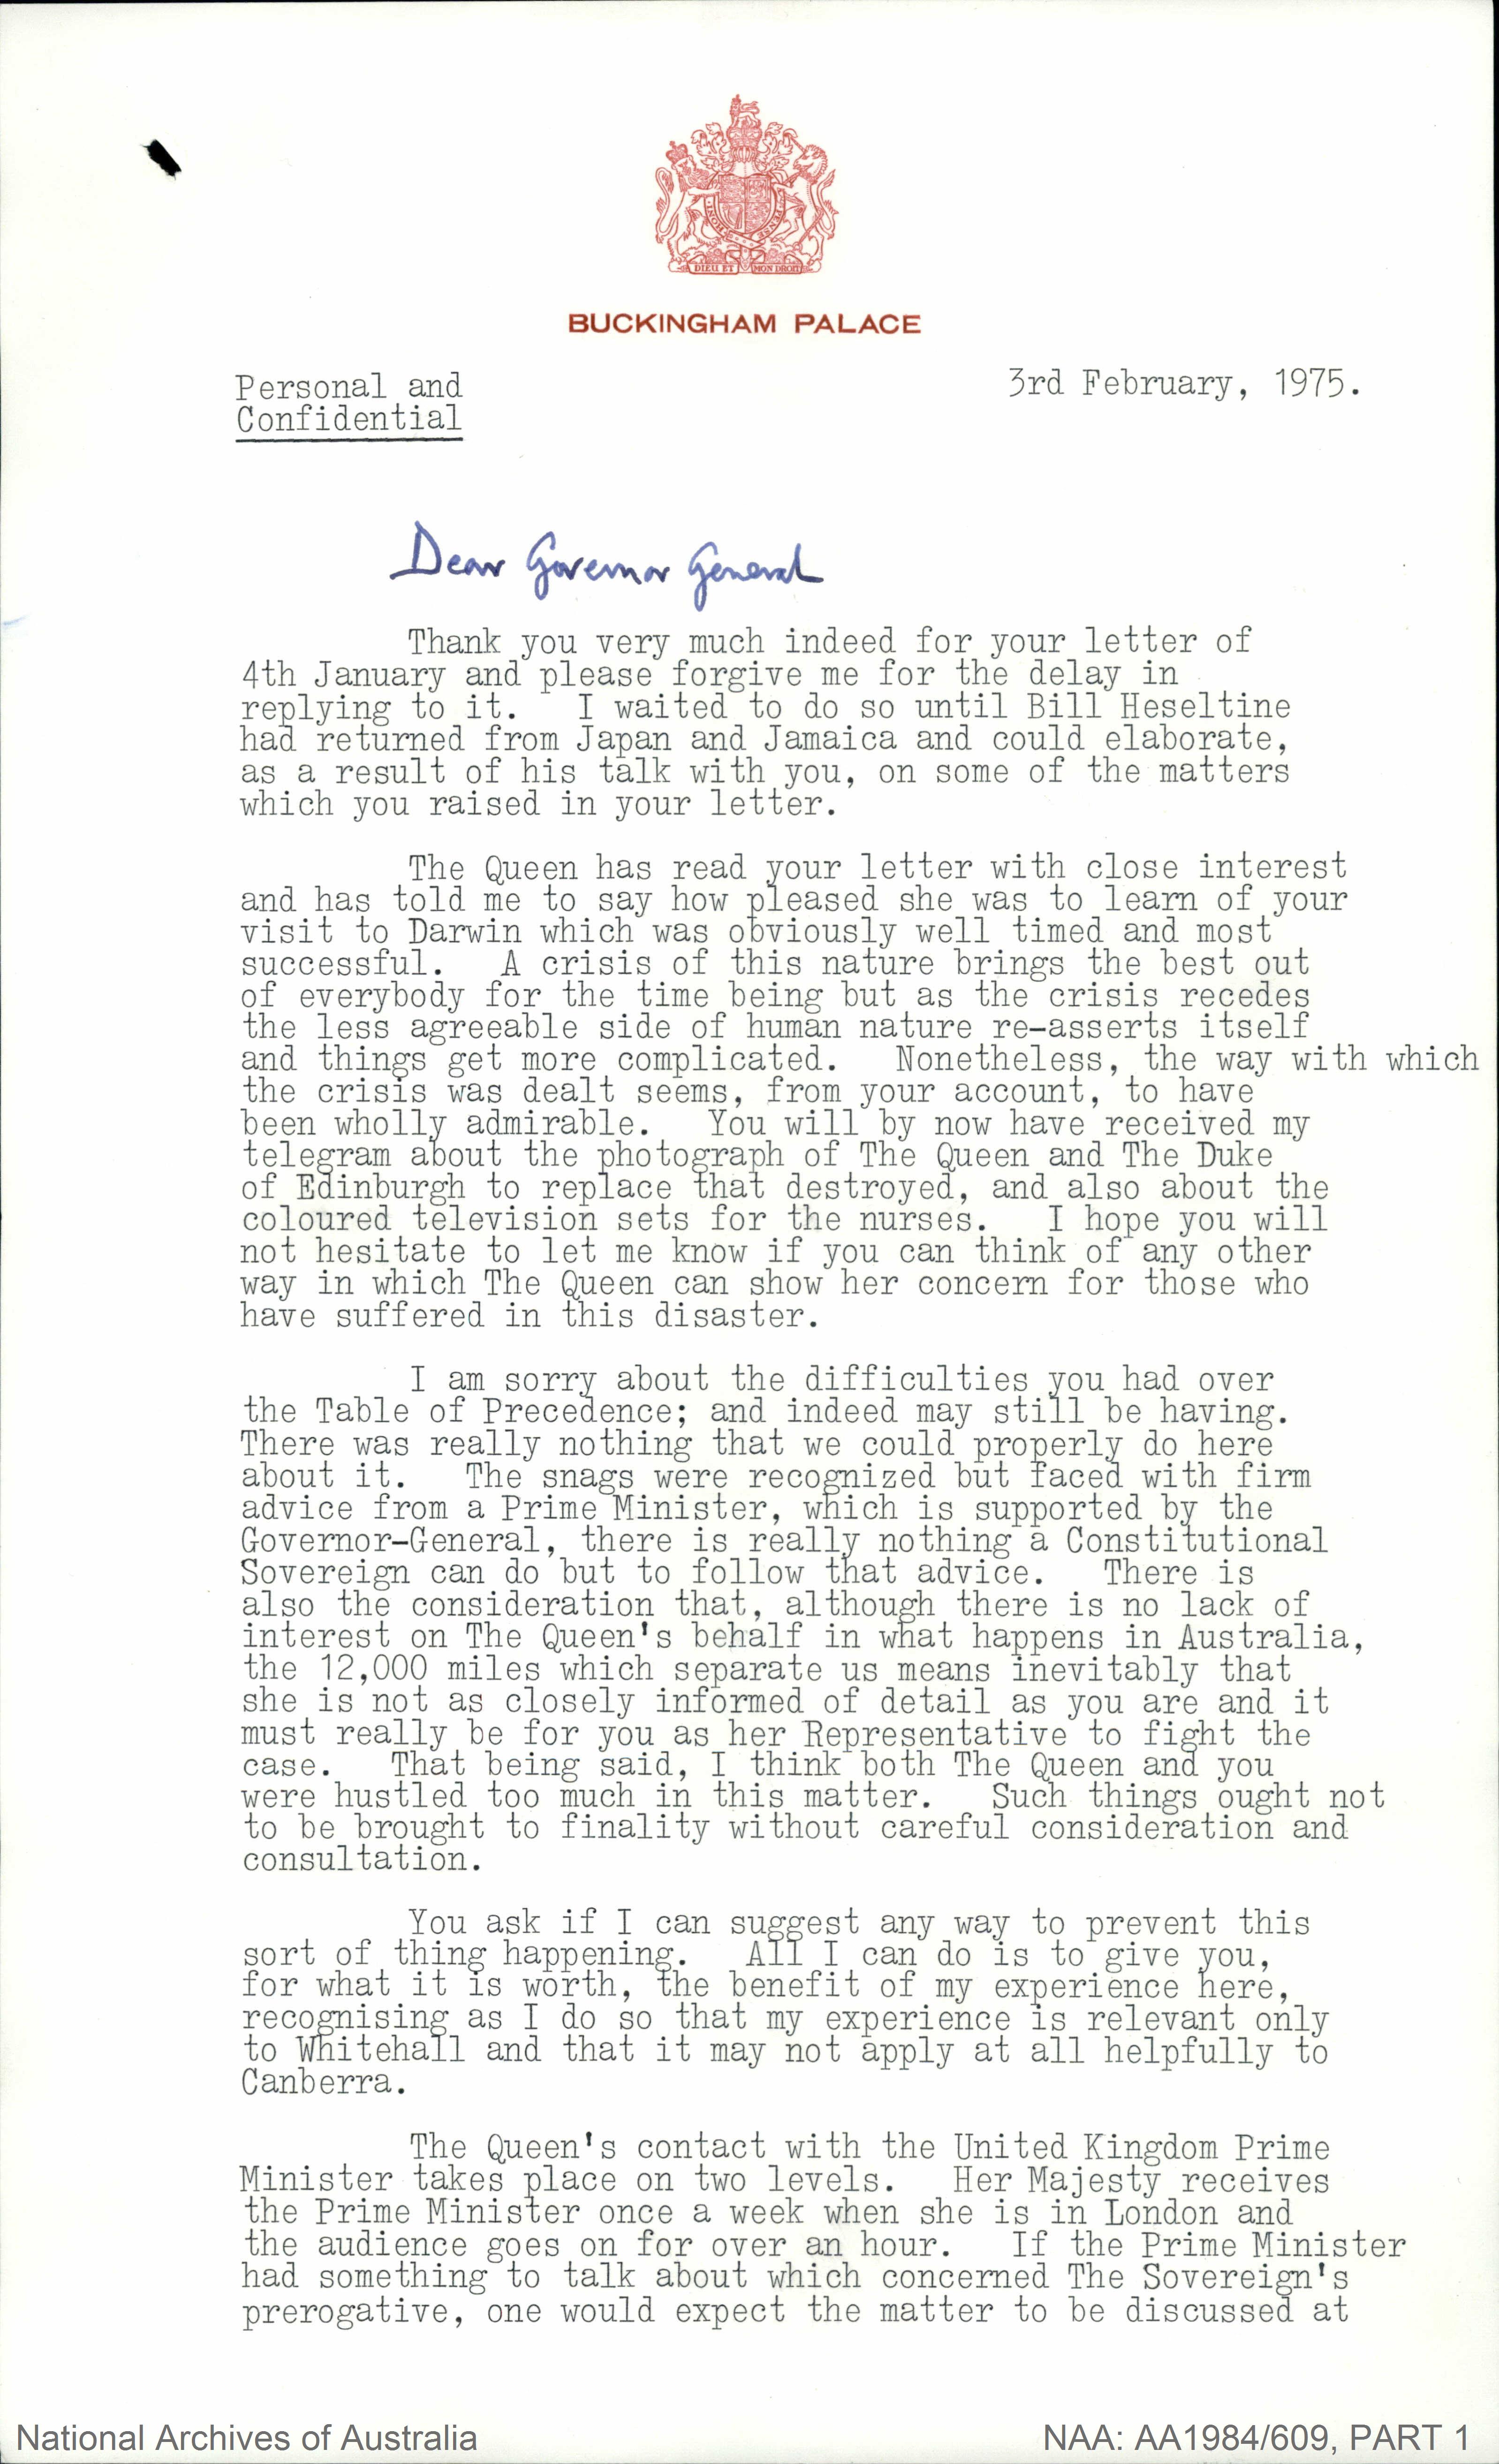 HONI
PENSE
DIEU ET MON DROIT
BUCKINGHAM PALACE
Personal and
Confidential
3rd February, 1975.
Dear Governor General
Thank you very much indeed for your letter of
4th January and please forgive me for the delay in
replying to it. I waited to do so until Bill Heseltine
had returned from Japan and Jamaica and could elaborate,
as a result of his talk with you, on some of the matters
which you raised in your letter.
The Queen has read your letter with close interest
and has told me to say how pleased she was to learn of your
visit to Darwin which was obviously well timed and most
successful. A crisis of this nature brings the best out
of everybody for the time being but as the crisis recedes
the less agreeable side of human nature re-asserts itself
and things get more complicated. Nonetheless, the way with which
the crisis was dealt seems, from your account, to have
been wholly admirable. You will by now have received my
telegram about the photograph of The Queen and The Duke
of Edinburgh to replace that destroyed, and also about the
coloured television sets for the nurses. I hope you will
not hesitate to let me know if you can think of any other
way in which The Queen can show her concern for those who
have suffered in this disaster.
I am sorry about the difficulties you had over
the Table of Precedence; and indeed may still be having.
There was really nothing that we could properly do here
about it. The snags were recognized but faced with firm
advice from a Prime Minister, which is supported by the
Governor-General, there is really nothing a Constitutional
Sovereign can do but to follow that advice. There is
also the consideration that, although there is no lack of
interest on The Queen's behalf in what happens in Australia,
the 12,000 miles which separate us means inevitably that
she is not as closely informed of detail as you are and it
must really be for you as her Representative to fight the
case. That being said, I think both The Queen and you
were hustled too much in this matter. Such things ought not
to be brought to finality without careful consideration and
consultation.
You ask if I can suggest any way to prevent this
sort of thing happening. All I can do is to give you,
for what it is worth, the benefit of my experience here,
recognising as I do so that my experience is relevant only
to Whitehall and that it may not apply at all helpfully to
Canberra.
The Queen's contact with the United Kingdom Prime
Minister takes place on two levels. Her Majesty receives
the Prime Minister once a week when she is in London and
the audience goes on for over an hour. If the Prime Minister
had something to talk about which concerned The Sovereign's
prerogative, one would expect the matter to be discussed at
National Archives of Australia
NAA: AA1984/609, PART 1